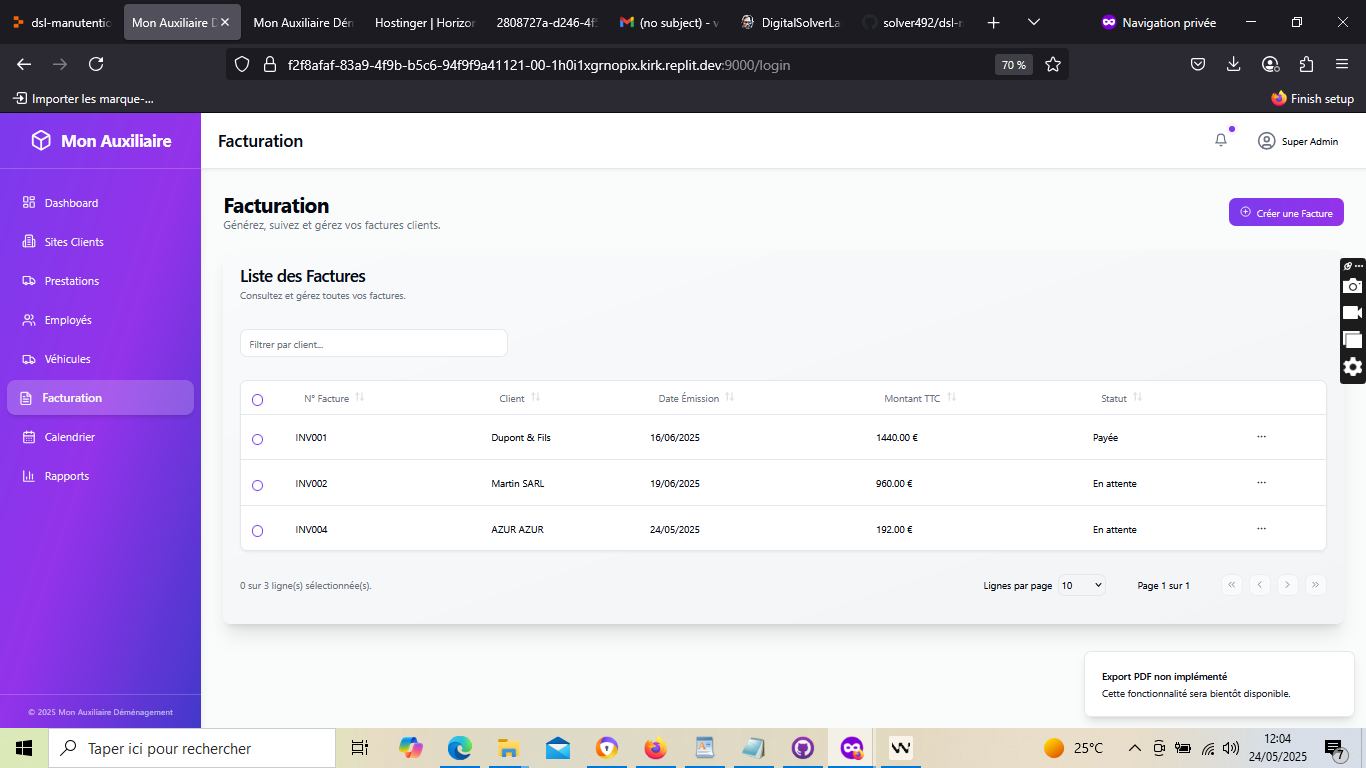 dsl-manutentic
Mon Auxiliaire D
Mon Auxiliaire Dén
Hostinger | Horizor
2808727a-d246-4f5
(no subject) - v
DigitalSolverLa
solver492/dsl-n
Navigation privée
f2f8afaf-83a9-4f9b-b5c6-94f9f9a41121-00-1h0i1xgrnopix.kirk.replit.dev:9000/login
70 %
Importer les marque-...
Finish setup
Mon Auxiliaire
Facturation
Super Admin
Dashboard
Sites Clients
Prestations
Employés
Véhicules
Facturation
Calendrier
Rapports
© 2025 Mon Auxiliaire Déménagement
Facturation
Générez, suivez et gérez vos factures clients.
Créer une Facture
Liste des Factures
Consultez et gérez toutes vos factures.
Filtrer par client...
N° Facture Client Date Émission Montant TTC Statut
INV001 Dupont & Fils 16/06/2025 1440.00 € Payée ...
INV002 Martin SARL 19/06/2025 960.00 € En attente ...
INV004 AZUR AZUR 24/05/2025 192.00 € En attente ...
0 sur 3 ligne(s) sélectionnée(s).
Lignes par page 10 Page 1 sur 1
Export PDF non implémenté
Cette fonctionnalité sera bientôt disponible.
Taper ici pour rechercher
25°C
12:04
24/05/2025
7